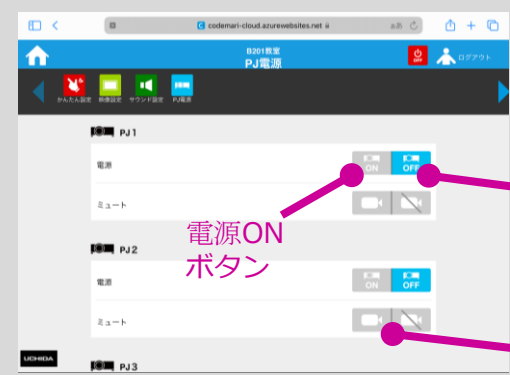 codemari-cloud.azurewebsites.net
ああ
B201教室
PJ電源
OFF
ログアウト
かんたん設定
映像設定
サウンド設定
PJ電源
PJ1
電源
ON
OFF
ミュート
電源ON
ボタン
PJ2
電源
ON
OFF
ミュート
UCHIDA
PJ3